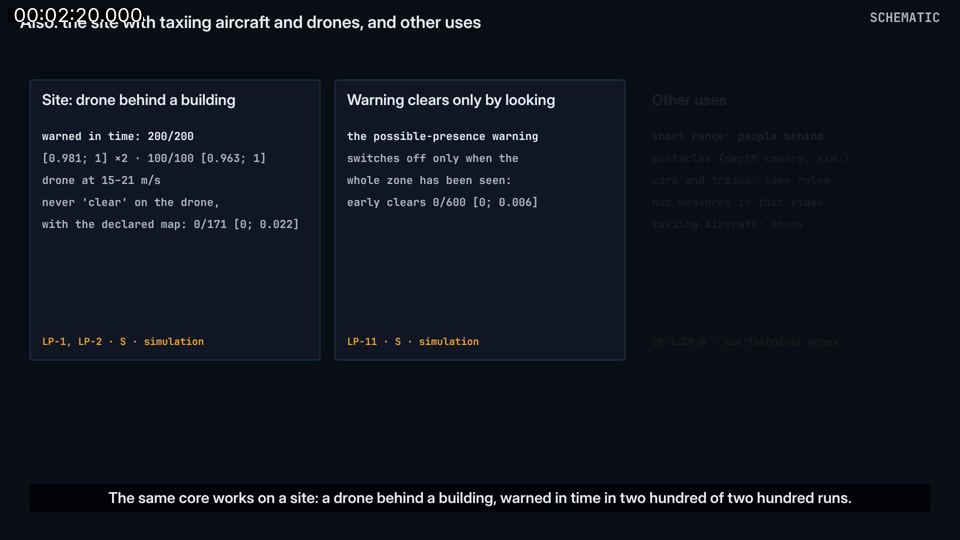 00:02:20.000
Also: the site with taxiing aircraft and drones, and other uses
SCHEMATIC
Site: drone behind a building
warned in time: 200/200
[0.981; 1] ×2 · 100/100 [0.963; 1]
drone at 15–21 m/s
never 'clear' on the drone,
with the declared map: 0/171 [0; 0.022]
LP-1, LP-2 · S · simulation
Warning clears only by looking
the possible-presence warning
switches off only when the
whole zone has been seen:
early clears 0/600 [0; 0.006]
LP-11 · S · simulation
Other uses
short range: people behind
obstacles (depth camera, sim.)
cars and trains: same rules,
not measured in this video
taxiing aircraft: annex
· see technical annex
The same core works on a site: a drone behind a building, warned in time in two hundred of two hundred runs.